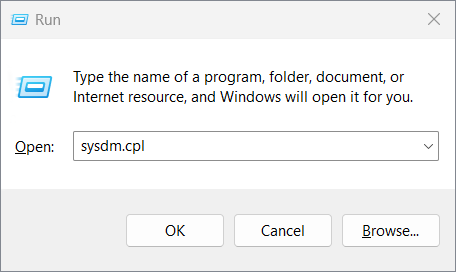 Run
Type the name of a program, folder, document, or
Internet resource, and Windows will open it for you.
Open: sysdm.cpl
OK Cancel Browse...